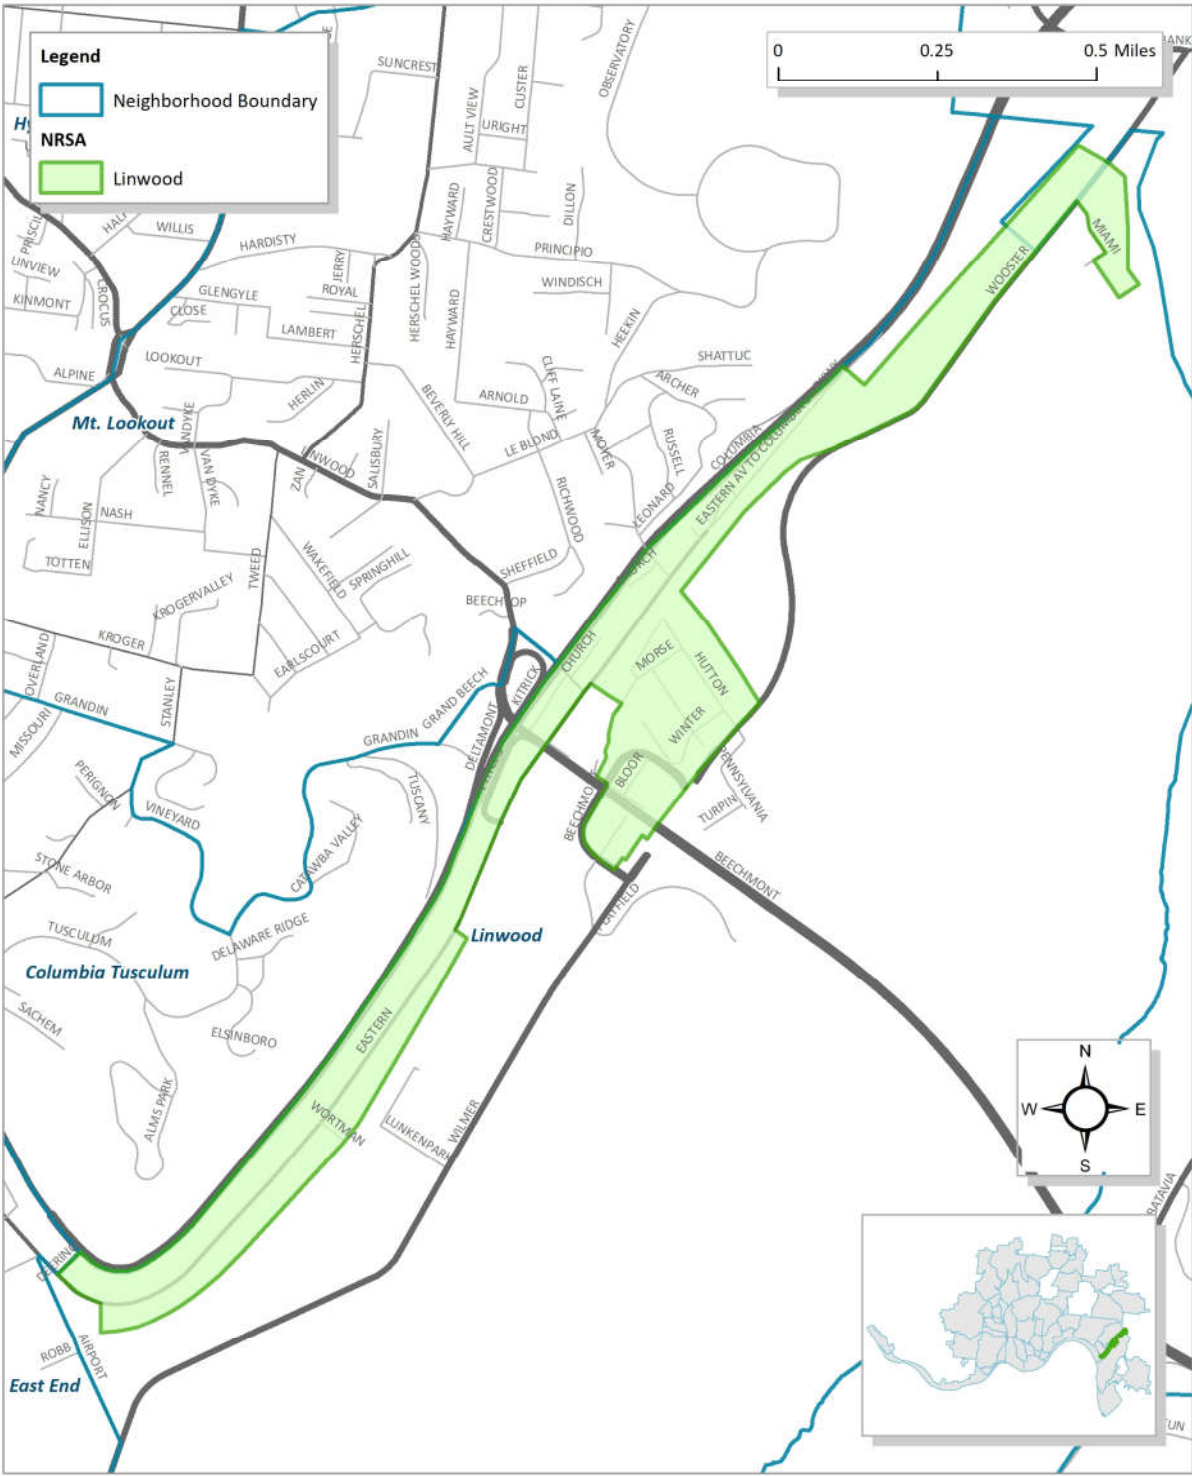 Legend
Neighborhood Boundary
NRSA
Linwood
0 0.25 0.5 Miles
BANK
SUNCREST
OBSERVATORY
CUSTER
AULT VIEW
URIGHT
WILLIS
HARDISTY
JERRY
ROYAL
HAYWARD
CRESTWOOD
DILLON
PRINCIPIO
WINDISCH
HERSCHEL WOODS
LINVIEW
KINMONT
CROCUS
GLENGYLE
CLOSE
LAMBERT
HERSCHEL
HAYWARD
HEEKIN
WOOSTER
MIAMI
ALPINE
LOOKOUT
HERLIN
BEVERLY HILL
ARNOLD
CLIFF LAINE
SHATTUC
ARCHER
Mt. Lookout
VANDYKE
RENNEL
VAN DYKE
LINWOOD
ZAN
SALISBURY
LE BLOND
MOYER
RUSSELL
COLUMBIA
EASTERN AV TO COLUMBIA PKWY
NANCY
NASH
ELLISON
TOTTEN
TWEED
WAKEFIELD
SPRINGHILL
RICHWOOD
LEONARD
SHEFFIELD
BEECHTOP
CHURCH
KROGERVALLEY
KROGER
EARLSCOURT
OVERLAND
GRANDIN
MISSOURI
STANLEY
GRAND BEECH
KITRICK
CHURCH
MORSE
HUTTON
WINTER
GRANDIN
DELTAMONT
PERIGNON
VINEYARD
TUSCANY
BLOOR
BEECHMONT
PENNSYLVANIA
TURPIN
CATAWBA VALLEY
STONE ARBOR
TUSCULUM
DELAWARE RIDGE
PLAYFIELD
BEECHMONT
Linwood
Columbia Tusculum
SACHEM
ELSINBORO
EASTERN
ALMS PARK
WORTMAN
LUNKENPARK
WILMER
N
W E
S
BATAVIA
DEERING
ROBB
AIRPORT
East End
TUN